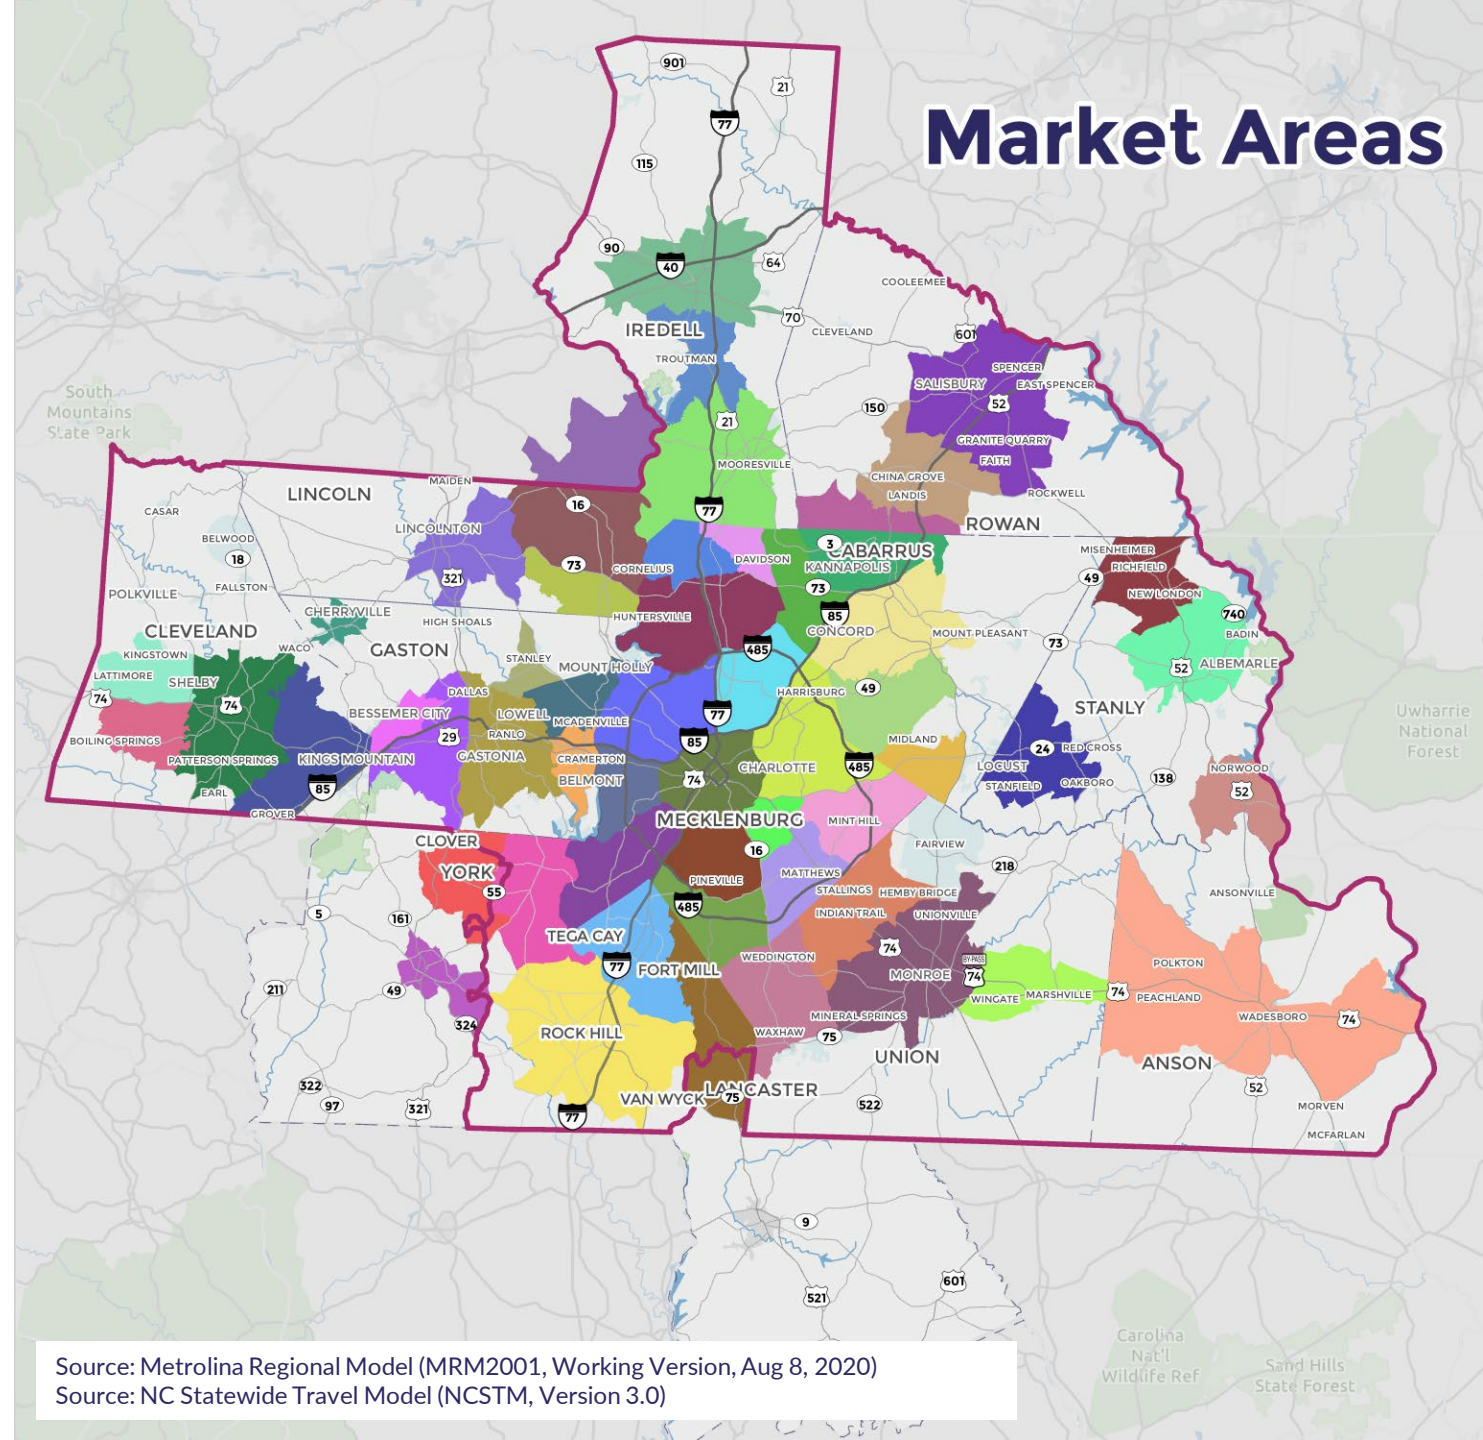 Market Areas
901
21
77
115
90
40
64
COOLEEMEE
70
IREDELL
CLEVELAND
601
TROUTMAN
SPENCER
SALISBURY
EAST SPENCER
South
Mountains
State Park
150
52
21
GRANITE QUARRY
FAITH
MOORESVILLE
CHINA GROVE
MAIDEN
LINCOLN
LANDIS
ROCKWELL
16
77
CASAR
ROWAN
LINCOLNTON
BELWOOD
3
CABARRUS
MISENHEIMER
18
73
CORNELIUS
DAVIDSON
KANNAPOLIS
RICHFIELD
321
49
FALLSTON
73
POLKVILLE
NEW LONDON
CHERRYVILLE
HUNTERSVILLE
85
740
HIGH SHOALS
CLEVELAND
CONCORD
MOUNT PLEASANT
BADIN
73
WACO
GASTON
485
KINGSTOWN
STANLEY
MOUNT HOLLY
52
ALBEMARLE
LATTIMORE
SHELBY
DALLAS
HARRISBURG
49
74
74
BESSEMER CITY
LOWELL
77
STANLY
MCADENVILLE
Uwharrie
National
Forest
29
RANLO
85
BOILING SPRINGS
MIDLAND
24
RED CROSS
PATTERSON SPRINGS
KINGS MOUNTAIN
GASTONIA
CRAMERTON
CHARLOTTE
485
LOCUST
NORWOOD
BELMONT
74
138
85
STANFIELD
OAKBORO
EARL
52
GROVER
MECKLENBURG
MINT HILL
CLOVER
16
FAIRVIEW
YORK
MATTHEWS
218
PINEVILLE
55
STALLINGS
HEMBY BRIDGE
ANSONVILLE
485
5
161
INDIAN TRAIL
UNIONVILLE
TEGA CAY
74
WEDDINGTON
BY-PASS
POLKTON
77
FORT MILL
MONROE
74
211
49
WINGATE
MARSHVILLE
74
PEACHLAND
324
MINERAL SPRINGS
WADESBORO
74
ROCK HILL
WAXHAW
75
UNION
ANSON
322
LANCASTER
52
VAN WYCK
75
97
321
522
MORVEN
77
MCFARLAN
9
601
521
Carolina
Nat'l
Wildlife Ref
Sand Hills
State Forest
Source: Metrolina Regional Model (MRM2001, Working Version, Aug 8, 2020)
Source: NC Statewide Travel Model (NCSTM, Version 3.0)